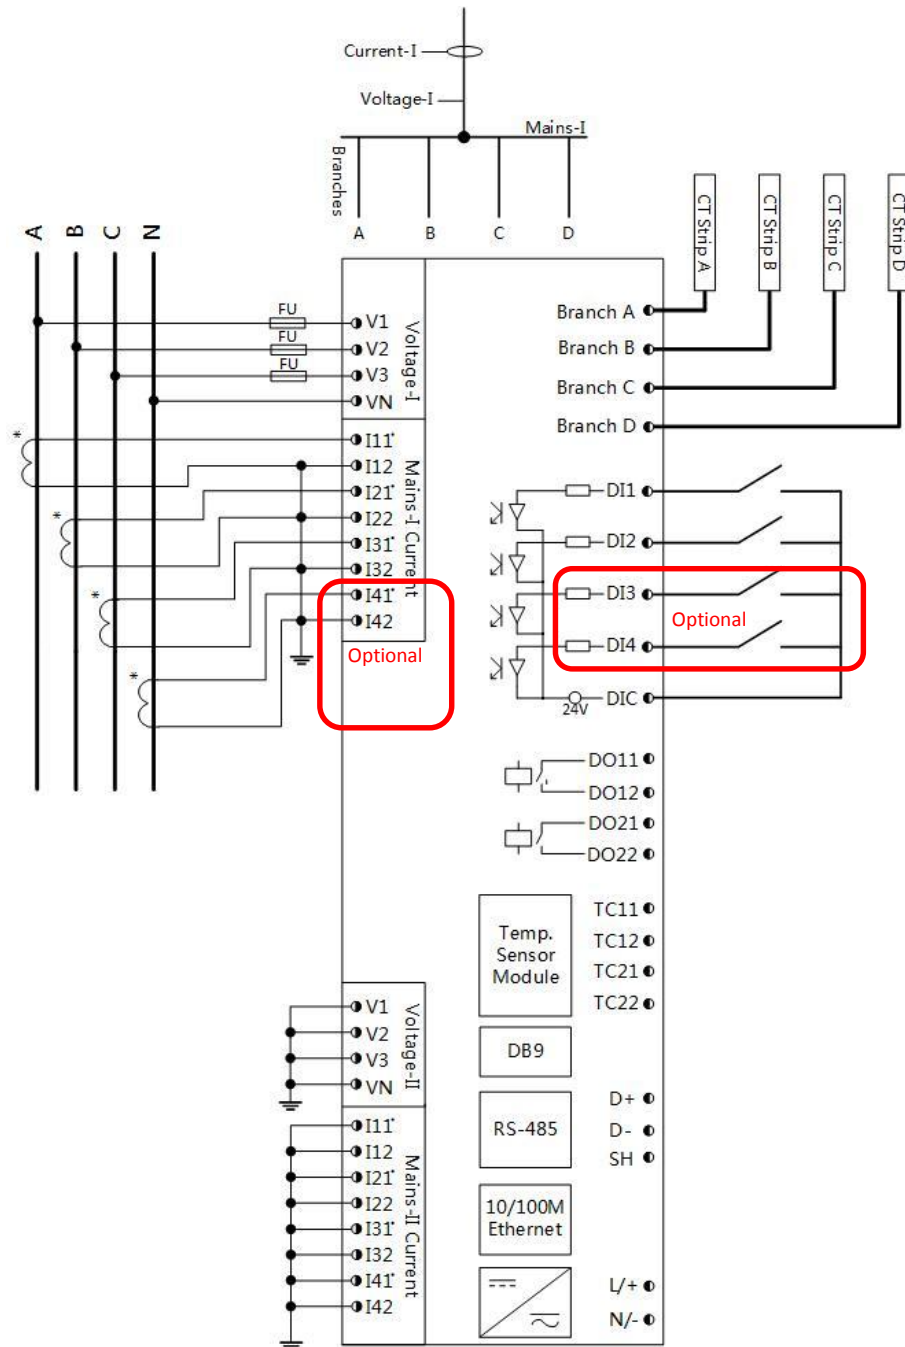 Current-I
Voltage-I
Mains-I
Branches
A B C D
A B C N
CT Strip A
CT Strip B
CT Strip C
CT Strip D
FU
V1
FU
V2
FU
V3
VN
Voltage-I
Branch A
Branch B
Branch C
Branch D
* I11*
I12
* I21*
I22
* I31*
I32
* I41*
I42
Mains-I Current
Optional
DI1
DI2
DI3
Optional
DI4
24V
DIC
DO11
DO12
DO21
DO22
Temp.
Sensor
Module
TC11
TC12
TC21
TC22
V1
V2
V3
VN
Voltage-II
DB9
I11*
I12
I21*
I22
I31*
I32
I41*
I42
Mains-II Current
RS-485
D+
D-
SH
10/100M
Ethernet
L/+
N/-